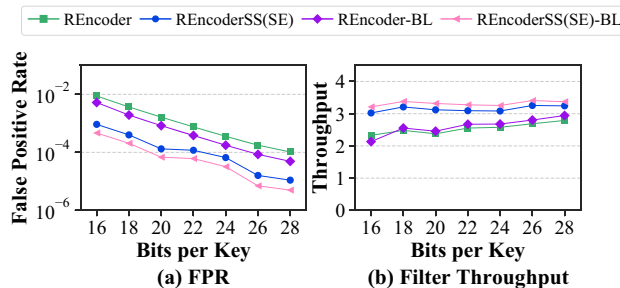 REncoder REncoderSS(SE) REncoder-BL REncoderSS(SE)-BL
False Positive Rate
10⁻²
10⁻⁴
10⁻⁶
16 18 20 22 24 26 28
Bits per Key
(a) FPR
Throughput
4
3
2
1
0
16 18 20 22 24 26 28
Bits per Key
(b) Filter Throughput